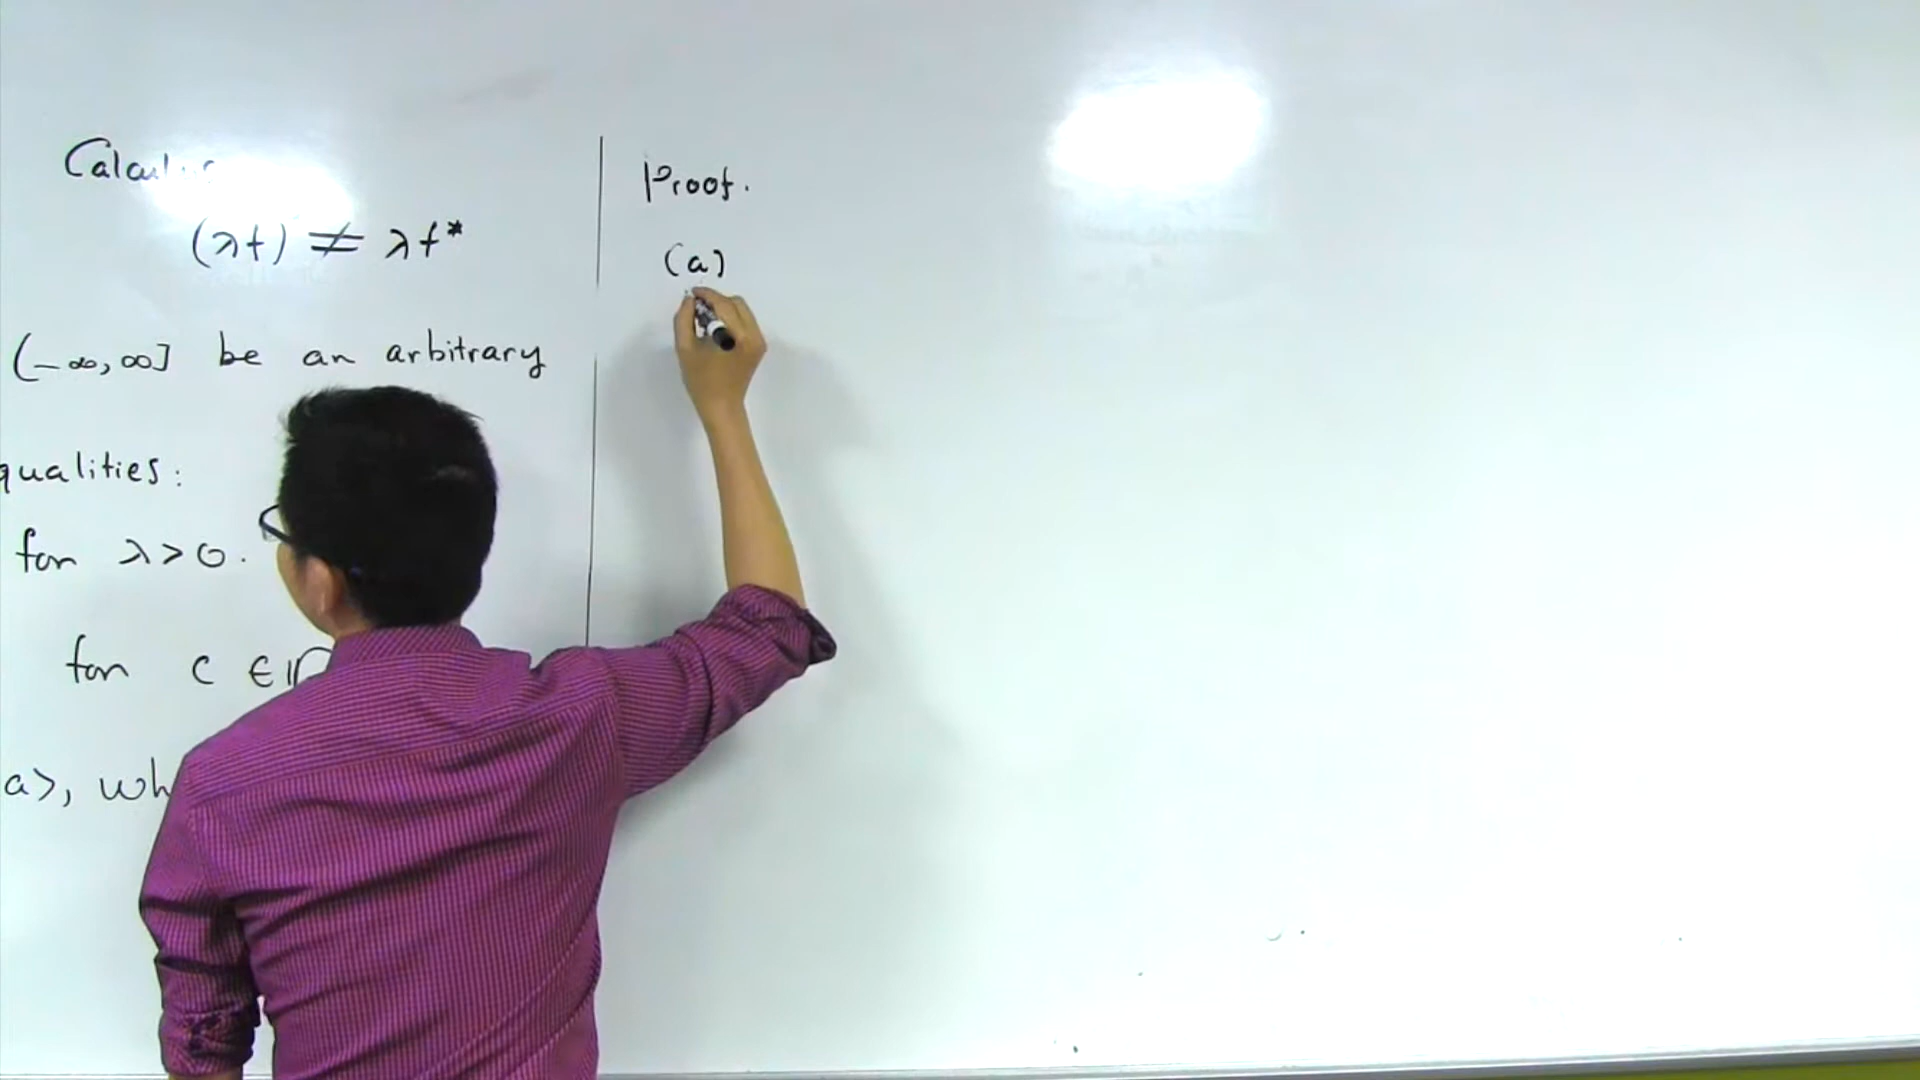 Calculus
(λf) ≠ λf*
(-∞, ∞] be an arbitrary
qualities:
for λ > 0.
for c ∈
a>, wh
Proof.
(a)